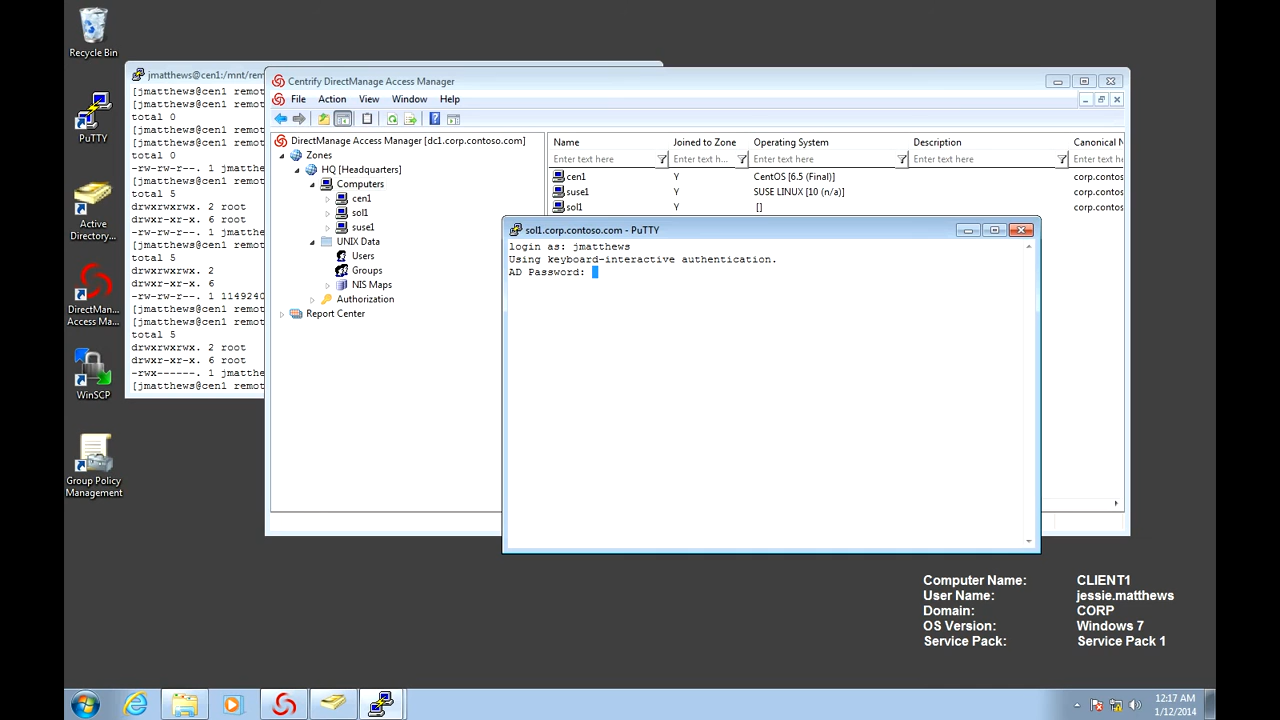 Recycle Bin
PuTTY
Active
Directory...
DirectMan...
Access Ma...
WinSCP
Group Policy
Management
jmatthews@cen1:/mnt/rem
[jmatthews@cen1 remot
[jmatthews@cen1 remot
total 0
[jmatthews@cen1 remot
[jmatthews@cen1 remot
total 0
-rw-rw-r--. 1 jmatthe
[jmatthews@cen1 remot
total 5
drwxrwxrwx. 2 root
drwxr-xr-x. 6 root
-rw-rw-r--. 1 jmatthe
[jmatthews@cen1 remot
total 5
drwxrwxrwx. 2
drwxr-xr-x. 6
-rw-rw-r--. 1 1149240
[jmatthews@cen1 remot
[jmatthews@cen1 remot
total 5
drwxrwxrwx. 2 root
drwxr-xr-x. 6 root
-rwx------. 1 jmatthe
[jmatthews@cen1 remot
Centrify DirectManage Access Manager
File Action View Window Help
DirectManage Access Manager [dc1.corp.contoso.com]
Zones
HQ [Headquarters]
Computers
cen1
sol1
suse1
UNIX Data
Users
Groups
NIS Maps
Authorization
Report Center
Name Joined to Zone Operating System Description Canonical N
Enter text here Enter text h... Enter text here Enter text here Enter text here
cen1 Y CentOS [6.5 (Final)] corp.contos
suse1 Y SUSE LINUX [10 (n/a)] corp.contos
sol1 Y [] corp.contos
sol1.corp.contoso.com - PuTTY
login as: jmatthews
Using keyboard-interactive authentication.
AD Password:
Computer Name: CLIENT1
User Name: jessie.matthews
Domain: CORP
OS Version: Windows 7
Service Pack: Service Pack 1
12:17 AM
1/12/2014